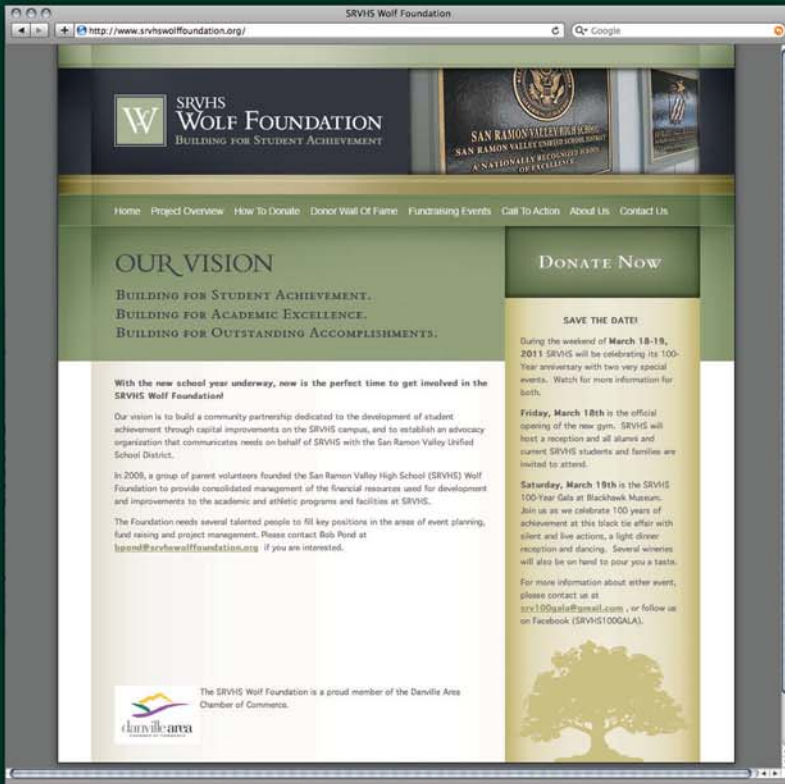 SRVHS Wolf Foundation
http://www.srvhswolffoundation.org/
Google
W
SRVHS
WOLF FOUNDATION
BUILDING FOR STUDENT ACHIEVEMENT
SAN RAMON VALLEY HIGH SCHOOL
SAN RAMON VALLEY UNIFIED SCHOOL DISTRICT
A NATIONALLY RECOGNIZED SCHOOL
OF EXCELLENCE
Home Project Overview How To Donate Donor Wall Of Fame Fundraising Events Call To Action About Us Contact Us
OUR VISION
BUILDING FOR STUDENT ACHIEVEMENT.
BUILDING FOR ACADEMIC EXCELLENCE.
BUILDING FOR OUTSTANDING ACCOMPLISHMENTS.
With the new school year underway, now is the perfect time to get involved in the
SRVHS Wolf Foundation!
Our vision is to build a community partnership dedicated to the development of student
achievement through capital improvements on the SRVHS campus, and to establish an advocacy
organization that communicates needs on behalf of SRVHS with the San Ramon Valley Unified
School District.
In 2009, a group of parent volunteers founded the San Ramon Valley High School (SRVHS) Wolf
Foundation to provide consolidated management of the financial resources used for development
and improvements to the academic and athletic programs and facilities at SRVHS.
The Foundation needs several talented people to fill key positions in the areas of event planning,
fund raising and project management. Please contact Bob Pond at
bpond@srvhswolffoundation.org if you are interested.
danville area
CHAMBER OF COMMERCE
The SRVHS Wolf Foundation is a proud member of the Danville Area
Chamber of Commerce.
DONATE NOW
SAVE THE DATE!
During the weekend of March 18-19,
2011 SRVHS will be celebrating its 100-
Year anniversary with two very special
events. Watch for more information for
both.
Friday, March 18th is the official
opening of the new gym. SRVHS will
host a reception and all alumni and
current SRVHS students and families are
invited to attend.
Saturday, March 19th is the SRVHS
100-Year Gala at Blackhawk Museum.
Join us as we celebrate 100 years of
achievement at this black tie affair with
silent and live actions, a light dinner
reception and dancing. Several wineries
will also be on hand to pour you a taste.
For more information about either event,
please contact us at
srv100gala@gmail.com , or follow us
on Facebook (SRVHS100GALA).